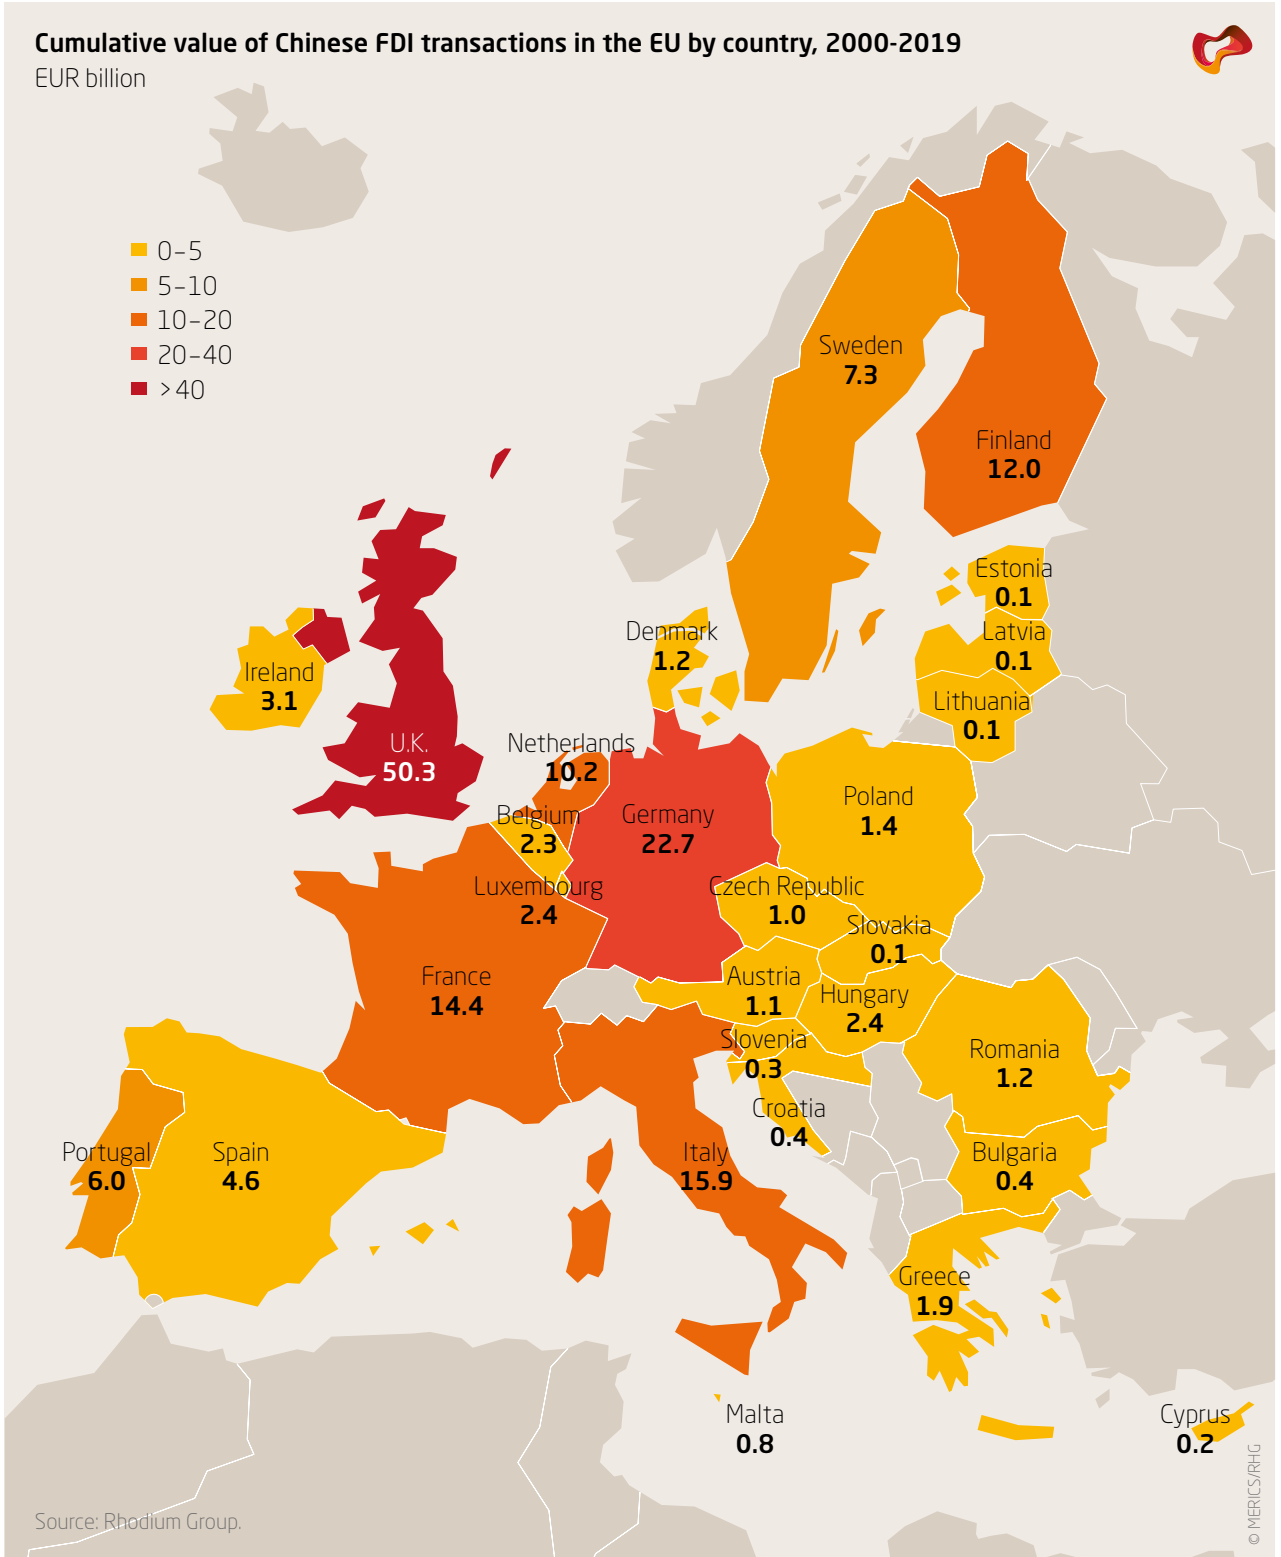 Cumulative value of Chinese FDI transactions in the EU by country, 2000-2019
EUR billion
0–5
5–10
10–20
20–40
>40
Sweden
7.3
Finland
12.0
Estonia
0.1
Denmark
1.2
Latvia
0.1
Ireland
3.1
Lithuania
0.1
U.K.
50.3
Netherlands
10.2
Poland
1.4
Belgium
2.3
Germany
22.7
Luxembourg
2.4
Czech Republic
1.0
Slovakia
0.1
France
14.4
Austria
1.1
Hungary
2.4
Slovenia
0.3
Romania
1.2
Croatia
0.4
Portugal
6.0
Spain
4.6
Italy
15.9
Bulgaria
0.4
Greece
1.9
Malta
0.8
Cyprus
0.2
Source: Rhodium Group.
© MERICS/RHG